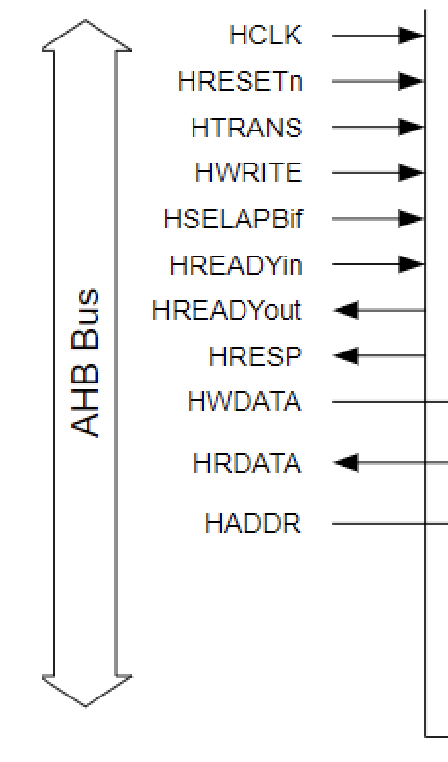 HCLK
HRESETn
HTRANS
HWRITE
HSELAPBif
HREADYin
HREADYout
HRESP
HWDATA
HRDATA
HADDR
AHB Bus